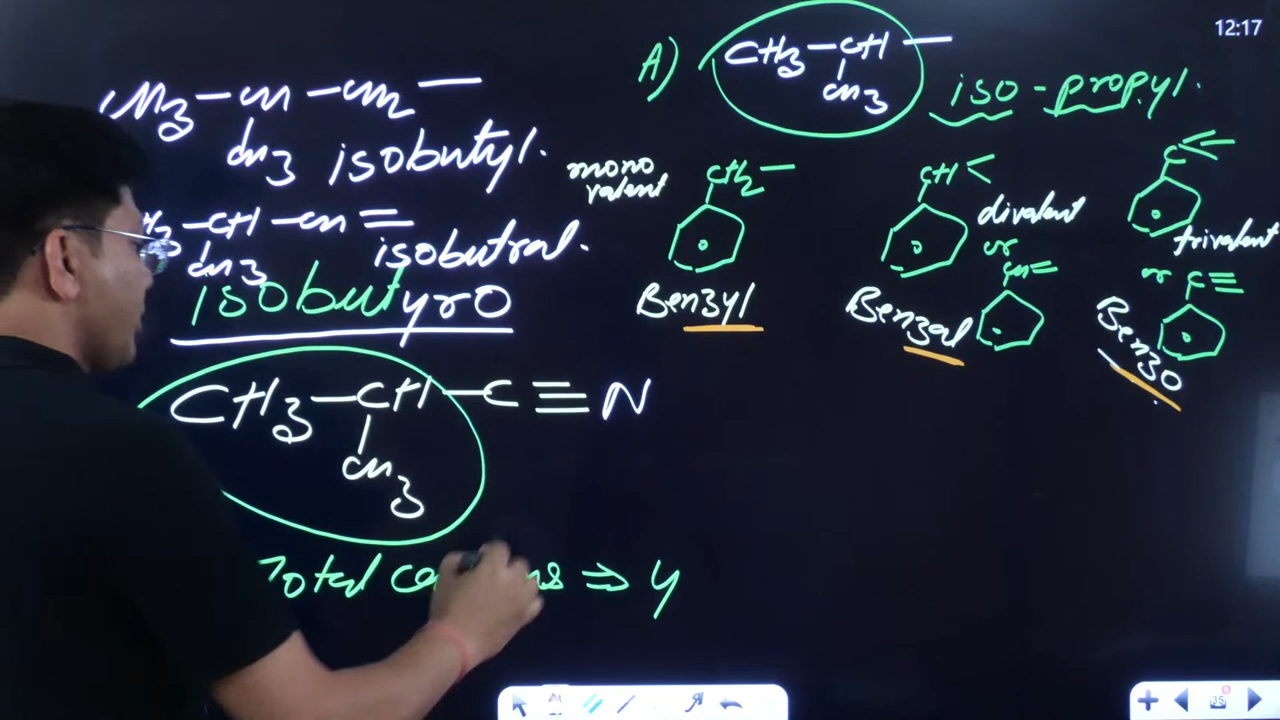 12:17
CH3-CH-CH2-
CH3 isobutyl.
-CH-CH=
CH3 isobutral.
isobutyro
CH3-CH-C≡N
CH3
Total ⇒ 4
A) CH3-CH-
CH3
iso-propyl.
mono
valent
CH2-
Benzyl
CH<
divalent
or
CH=
Benzal
C
trivalent
or C≡
Benzo
35